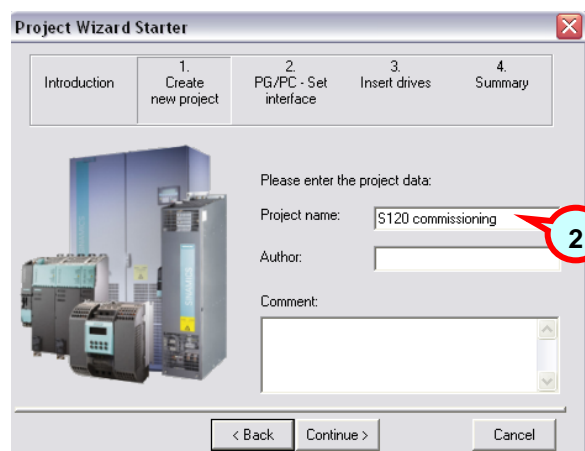 Project Wizard Starter
Introduction
1.
Create
new project
2.
PG/PC - Set
interface
3.
Insert drives
4.
Summary
Please enter the project data:
Project name:
S120 commissioning
2
Author:
Comment:
< Back
Continue >
Cancel